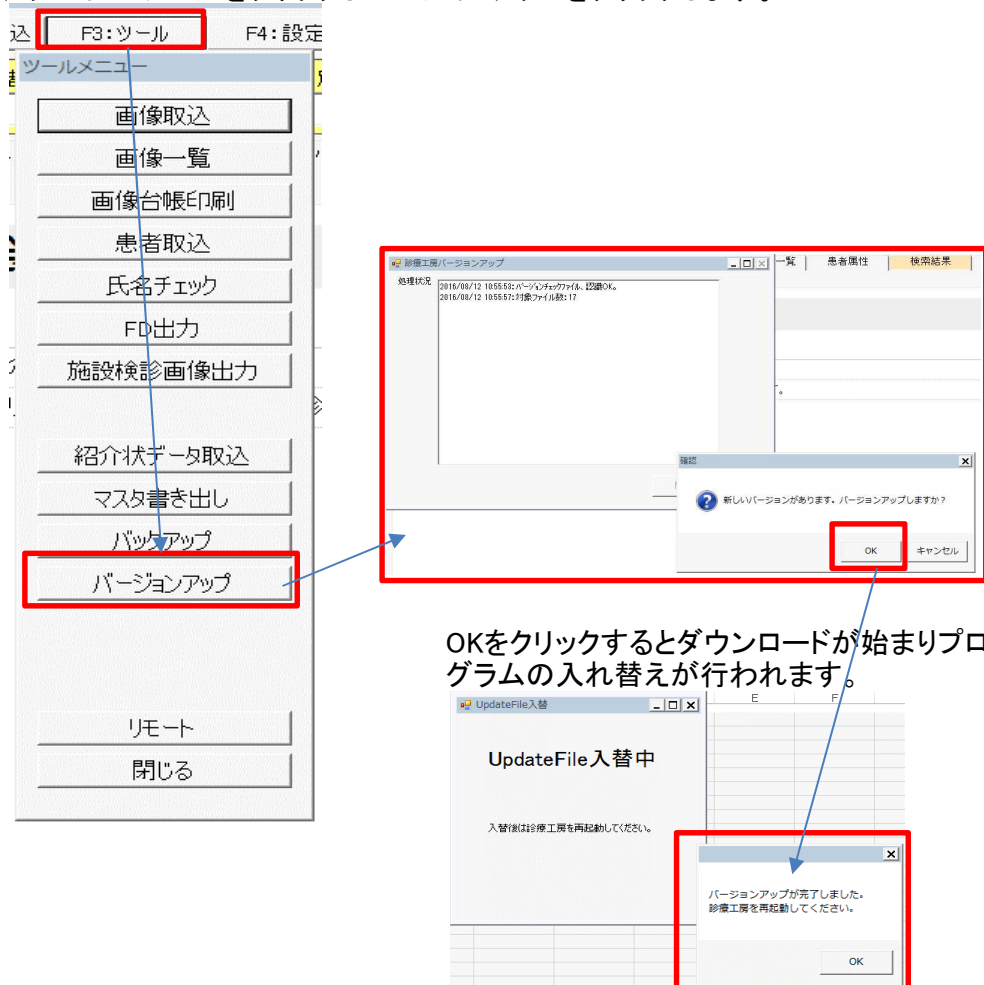 F3:ツール
F4:設定
ツールメニュー
画像取込
画像一覧
画像台帳印刷
患者取込
氏名チェック
FD出力
施設検診画像出力
紹介状データ取込
マスタ書き出し
バックアップ
バージョンアップ
リモート
閉じる
診療工房バージョンアップ
一覧
患者属性
検索結果
処理状況
2016/08/12 10:55:53:バージョンチェックファイル、認識OK。
2016/08/12 10:55:57:対象ファイル数:17
確認
新しいバージョンがあります。バージョンアップしますか?
OK
キャンセル
OKをクリックするとダウンロードが始まりプロ
グラムの入れ替えが行われます。
UpdateFile入替
E
F
UpdateFile入替中
入替後は診療工房を再起動してください。
バージョンアップが完了しました。
診療工房を再起動してください。
OK